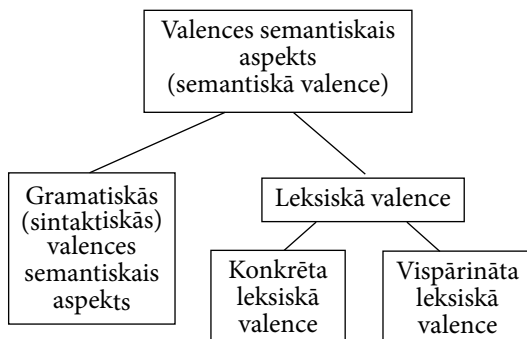 Valences semantiskais
aspekts
(semantiskā valence)
Gramatiskās
(sintaktiskās)
valences
semantiskais
aspekts
Leksiskā valence
Konkrēta
leksiskā
valence
Vispārināta
leksiskā
valence